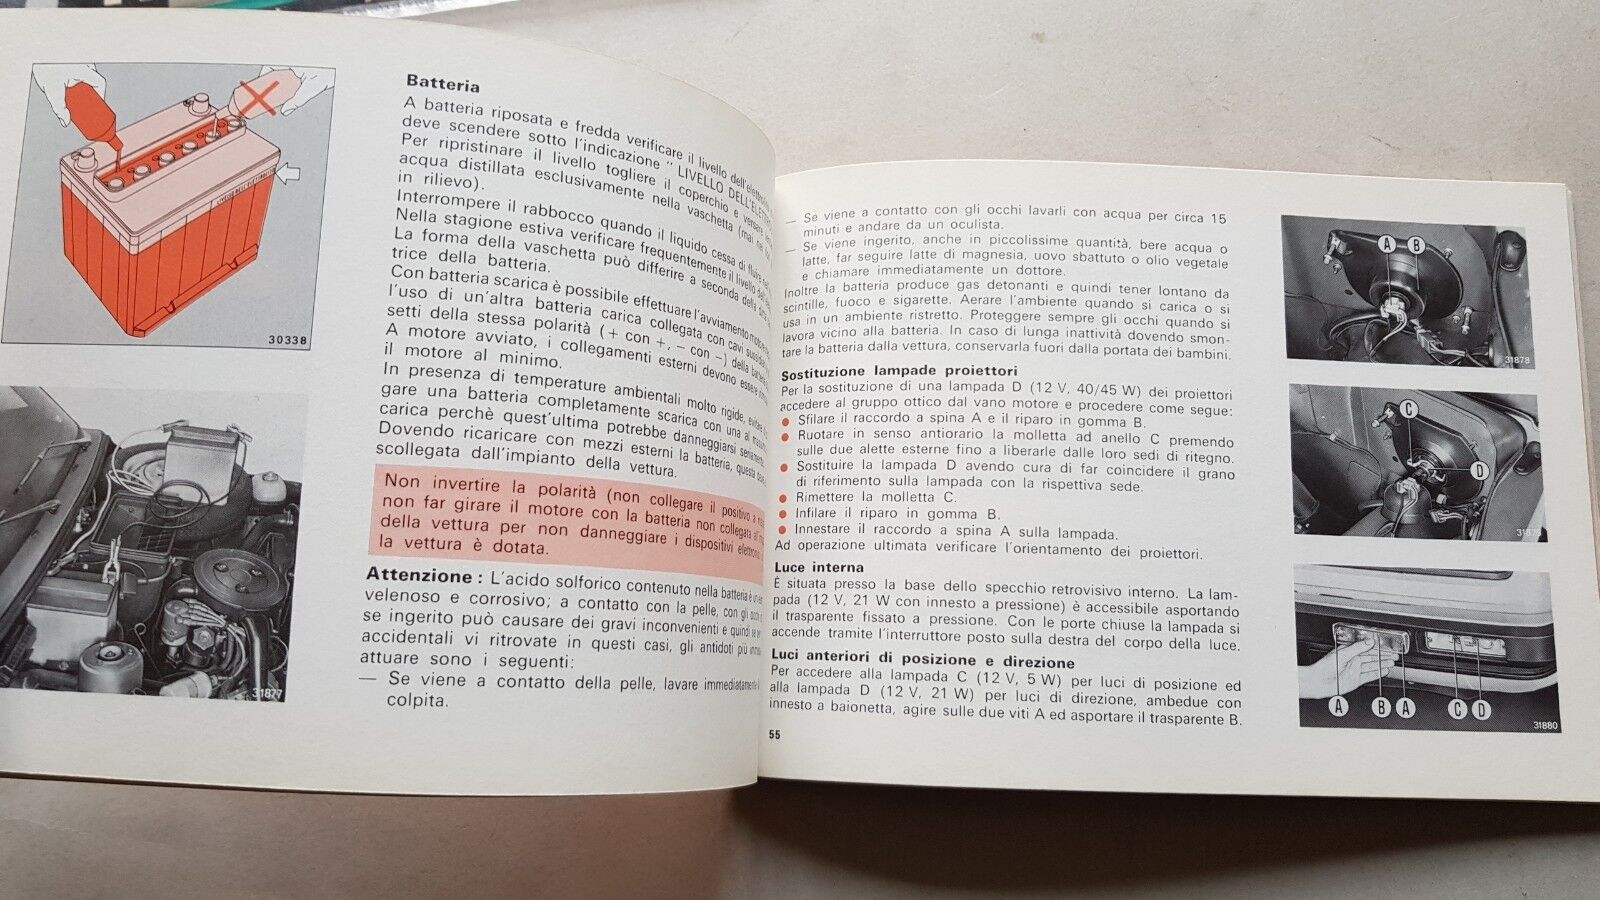 Batteria
A batteria riposata e fredda verificare il livello dell'elettrolito
deve scendere sotto l'indicazione " LIVELLO DELL'ELETTR
Per ripristinare il livello togliere il coperchio e versare
acqua distillata esclusivamente nella vaschetta (mai nei
in rilievo).
Interrompere il rabbocco quando il liquido cessa di fluire
Nella stagione estiva verificare frequentemente il livello dell'
La forma della vaschetta può differire a seconda della ditta
trice della batteria.
Con batteria scarica è possibile effettuare l'avviamento
l'uso di un'altra batteria carica collegata con cavi
setti della stessa polarità (+ con +, – con –) della batteria
A motore avviato, i collegamenti esterni devono essere
il motore al minimo.
In presenza di temperature ambientali molto rigide, evitare
gare una batteria completamente scarica con una al
carica perchè quest'ultima potrebbe danneggiarsi seriamente.
Dovendo ricaricare con mezzi esterni la batteria, questa
scollegata dall'impianto della vettura.
Non invertire la polarità (non collegare il positivo a
non far girare il motore con la batteria non collegata
della vettura per non danneggiare i dispositivi
la vettura è dotata.
Attenzione : L'acido solforico contenuto nella batteria è
velenoso e corrosivo; a contatto con la pelle, con gli occhi
se ingerito può causare dei gravi inconvenienti e quindi se
accidentali vi ritrovate in questi casi, gli antidoti più
attuare sono i seguenti:
— Se viene a contatto della pelle, lavare immediatamente
colpita.
30338
31877
— Se viene a contatto con gli occhi lavarli con acqua per circa 15
minuti e andare da un oculista.
— Se viene ingerito, anche in piccolissime quantità, bere acqua o
latte, far seguire latte di magnesia, uovo sbattuto o olio vegetale
e chiamare immediatamente un dottore.
Inoltre la batteria produce gas detonanti e quindi tener lontano da
scintille, fuoco e sigarette. Aerare l'ambiente quando si carica o si
usa in un ambiente ristretto. Proteggere sempre gli occhi quando si
lavora vicino alla batteria. In caso di lunga inattività dovendo smon-
tare la batteria dalla vettura, conservarla fuori dalla portata dei bambini.
Sostituzione lampade proiettori
Per la sostituzione di una lampada D (12 V, 40/45 W) dei proiettori
accedere al gruppo ottico dal vano motore e procedere come segue:
● Sfilare il raccordo a spina A e il riparo in gomma B.
● Ruotare in senso antiorario la molletta ad anello C premendo
sulle due alette esterne fino a liberarle dalle loro sedi di ritegno.
● Sostituire la lampada D avendo cura di far coincidere il grano
di riferimento sulla lampada con la rispettiva sede.
● Rimettere la molletta C.
● Infilare il riparo in gomma B.
● Innestare il raccordo a spina A sulla lampada.
Ad operazione ultimata verificare l'orientamento dei proiettori.
Luce interna
È situata presso la base dello specchio retrovisivo interno. La lam-
pada (12 V, 21 W con innesto a pressione) è accessibile asportando
il trasparente fissato a pressione. Con le porte chiuse la lampada si
accende tramite l'interruttore posto sulla destra del corpo della luce.
Luci anteriori di posizione e direzione
Per accedere alla lampada C (12 V, 5 W) per luci di posizione ed
alla lampada D (12 V, 21 W) per luci di direzione, ambedue con
innesto a baionetta, agire sulle due viti A ed asportare il trasparente B.
55
A B
31878
C
D
31879
A B A C D
31880